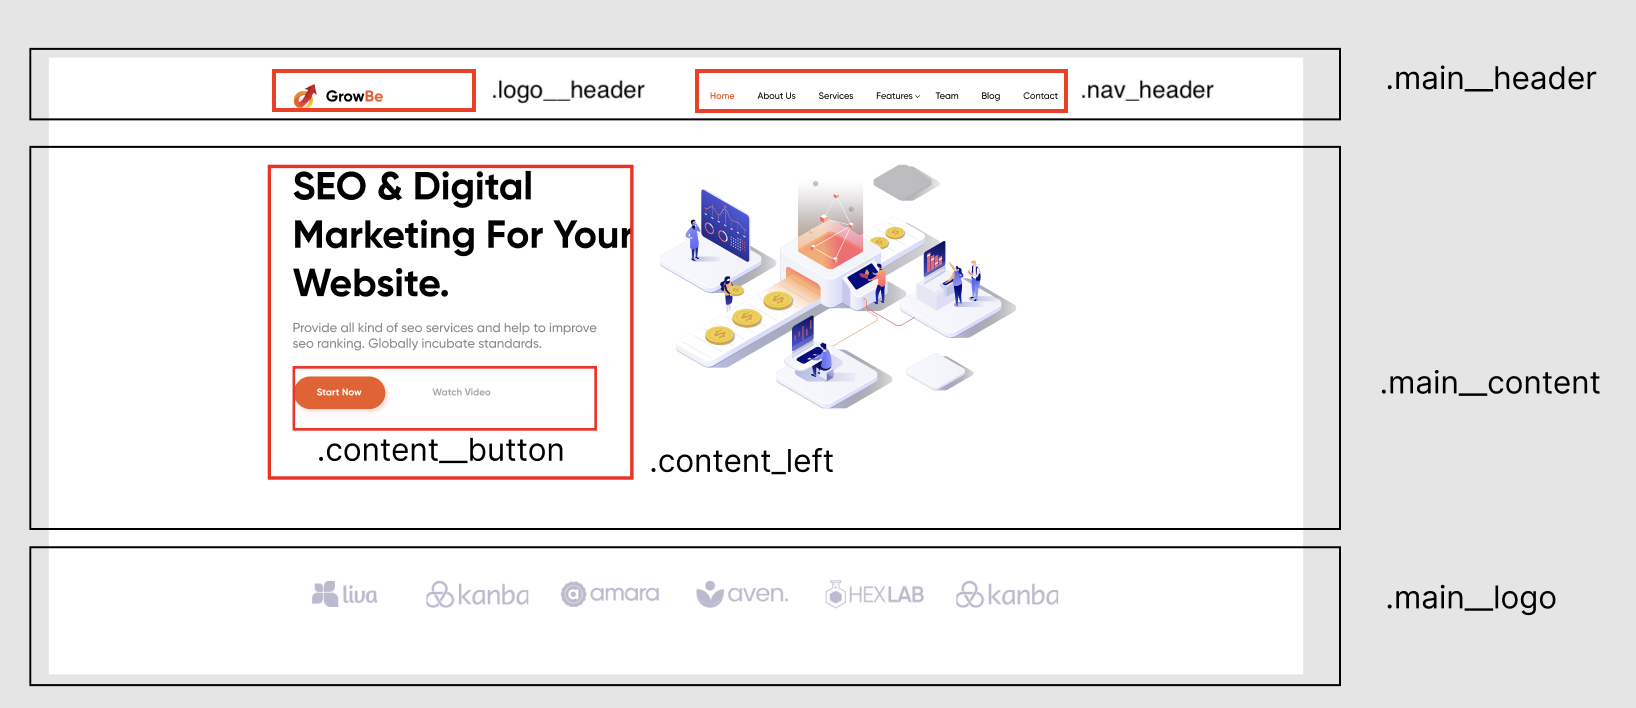 GrowBe
.logo__header
Home About Us Services Features Team Blog Contact
.nav_header
.main__header
SEO & Digital
Marketing For Your
Website.
Provide all kind of seo services and help to improve
seo ranking. Globally incubate standards.
Start Now
Watch Video
.content__button
.content_left
.main__content
liva
kanba
amara
aven.
HEXLAB
kanba
.main__logo